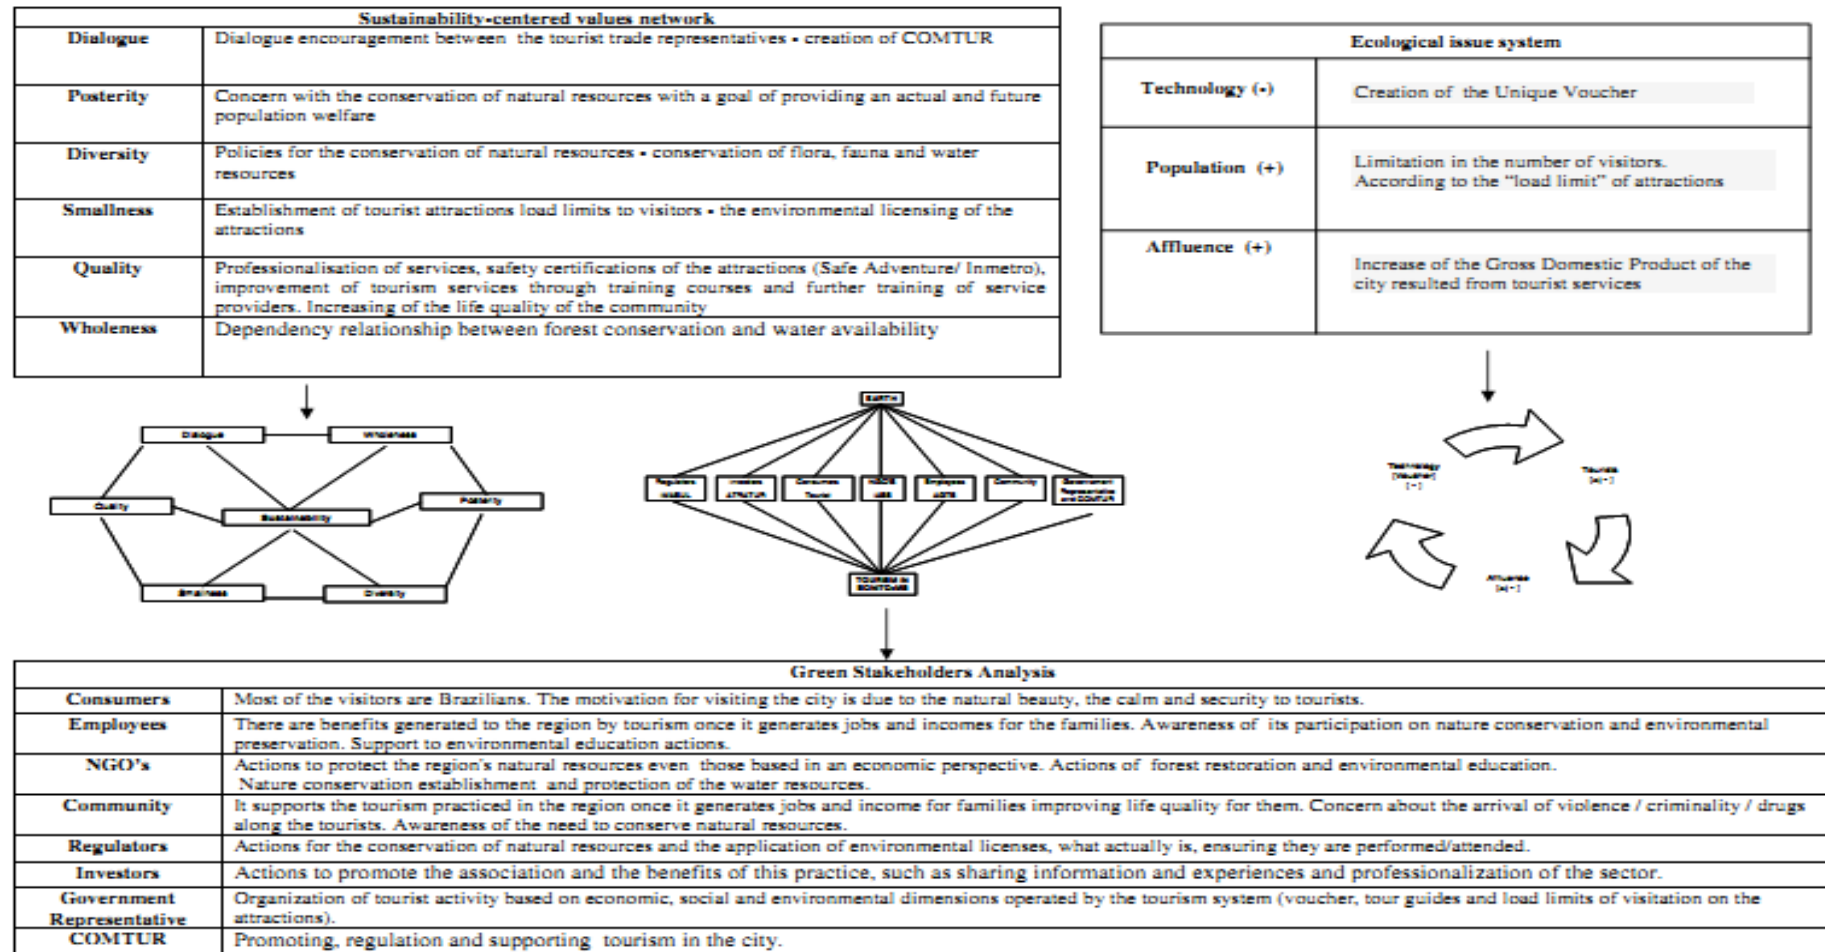 Sustainability-centered values network
Dialogue
Dialogue encouragement between the tourist trade representatives - creation of COMTUR
Posterity
Concern with the conservation of natural resources with a goal of providing an actual and future
population welfare
Diversity
Policies for the conservation of natural resources - conservation of flora, fauna and water
resources
Smallness
Establishment of tourist attractions load limits to visitors - the environmental licensing of the
attractions
Quality
Professionalisation of services, safety certifications of the attractions (Safe Adventure/ Inmetro),
improvement of tourism services through training courses and further training of service
providers. Increasing of the life quality of the community
Wholeness
Dependency relationship between forest conservation and water availability
Ecological issue system
Technology (-)
Creation of the Unique Voucher
Population (+)
Limitation in the number of visitors.
According to the “load limit” of attractions
Affluence (+)
Increase of the Gross Domestic Product of the
city resulted from tourist services
Dialogue
Wholeness
Quality
Posterity
Sustainability
Smallness
Diversity
EARTH
Regulators
Investors
ATRATUR
Consumers
Tourist
Employees
Community
Government
Representative
and COMTUR
TOURISM IN
Technology
[Voucher]
[-]
Tourists
Affluence
Green Stakeholders Analysis
Consumers
Most of the visitors are Brazilians. The motivation for visiting the city is due to the natural beauty, the calm and security to tourists.
Employees
There are benefits generated to the region by tourism once it generates jobs and incomes for the families. Awareness of its participation on nature conservation and environmental
preservation. Support to environmental education actions.
NGO's
Actions to protect the region's natural resources even those based in an economic perspective. Actions of forest restoration and environmental education.
Nature conservation establishment and protection of the water resources.
Community
It supports the tourism practiced in the region once it generates jobs and income for families improving life quality for them. Concern about the arrival of violence / criminality / drugs
along the tourists. Awareness of the need to conserve natural resources.
Regulators
Actions for the conservation of natural resources and the application of environmental licenses, what actually is, ensuring they are performed/attended.
Investors
Actions to promote the association and the benefits of this practice, such as sharing information and experiences and professionalization of the sector.
Government
Representative
Organization of tourist activity based on economic, social and environmental dimensions operated by the tourism system (voucher, tour guides and load limits of visitation on the
attractions).
COMTUR
Promoting, regulation and supporting tourism in the city.